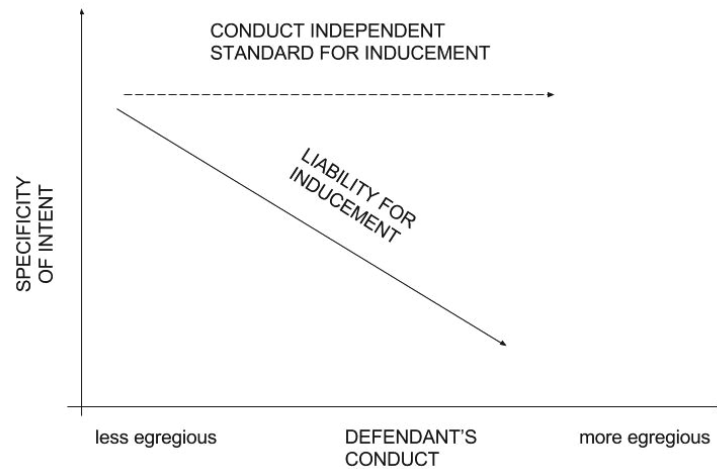 CONDUCT INDEPENDENT
STANDARD FOR INDUCEMENT
LIABILITY FOR
INDUCEMENT
SPECIFICITY
OF INTENT
less egregious
DEFENDANT'S
CONDUCT
more egregious